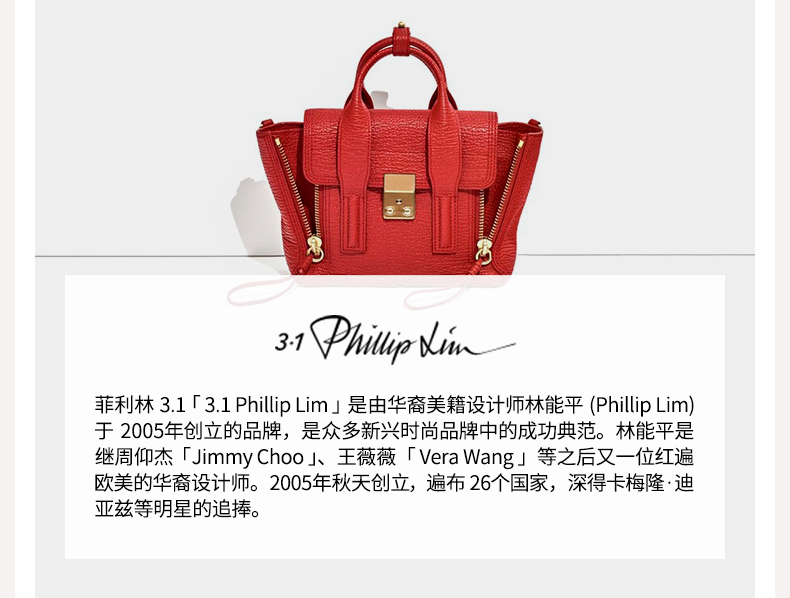 3·1 Phillip Lim
菲利林 3.1「 3.1 Phillip Lim 」是由华裔美籍设计师林能平 (Phillip Lim)
于 2005年创立的品牌，是众多新兴时尚品牌中的成功典范。林能平是
继周仰杰「Jimmy Choo 」、王薇薇「 Vera Wang 」等之后又一位红遍
欧美的华裔设计师。2005年秋天创立，遍布 26个国家，深得卡梅隆·迪
亚兹等明星的追捧。